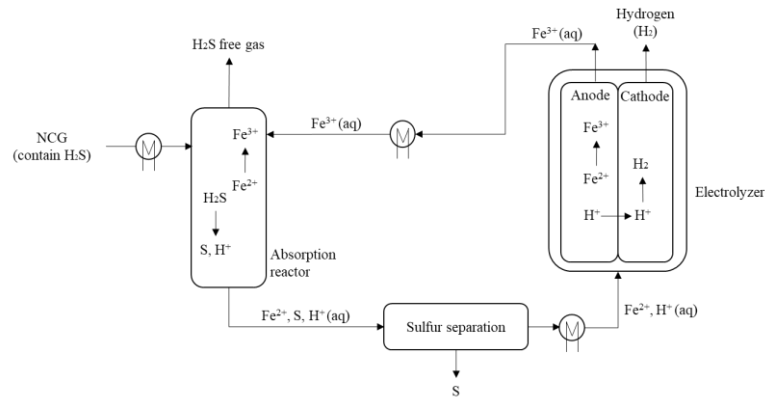 Hydrogen
(H₂)
Fe³⁺(aq)
H₂S free gas
Anode
Cathode
NCG
(contain H₂S)
M
Fe³⁺
Fe²⁺
H₂S
S, H⁺
Absorption
reactor
Fe³⁺(aq)
M
Fe³⁺
Fe²⁺
H⁺
H₂
H⁺
Electrolyzer
Fe²⁺, S, H⁺(aq)
Sulfur separation
M
Fe²⁺, H⁺(aq)
S